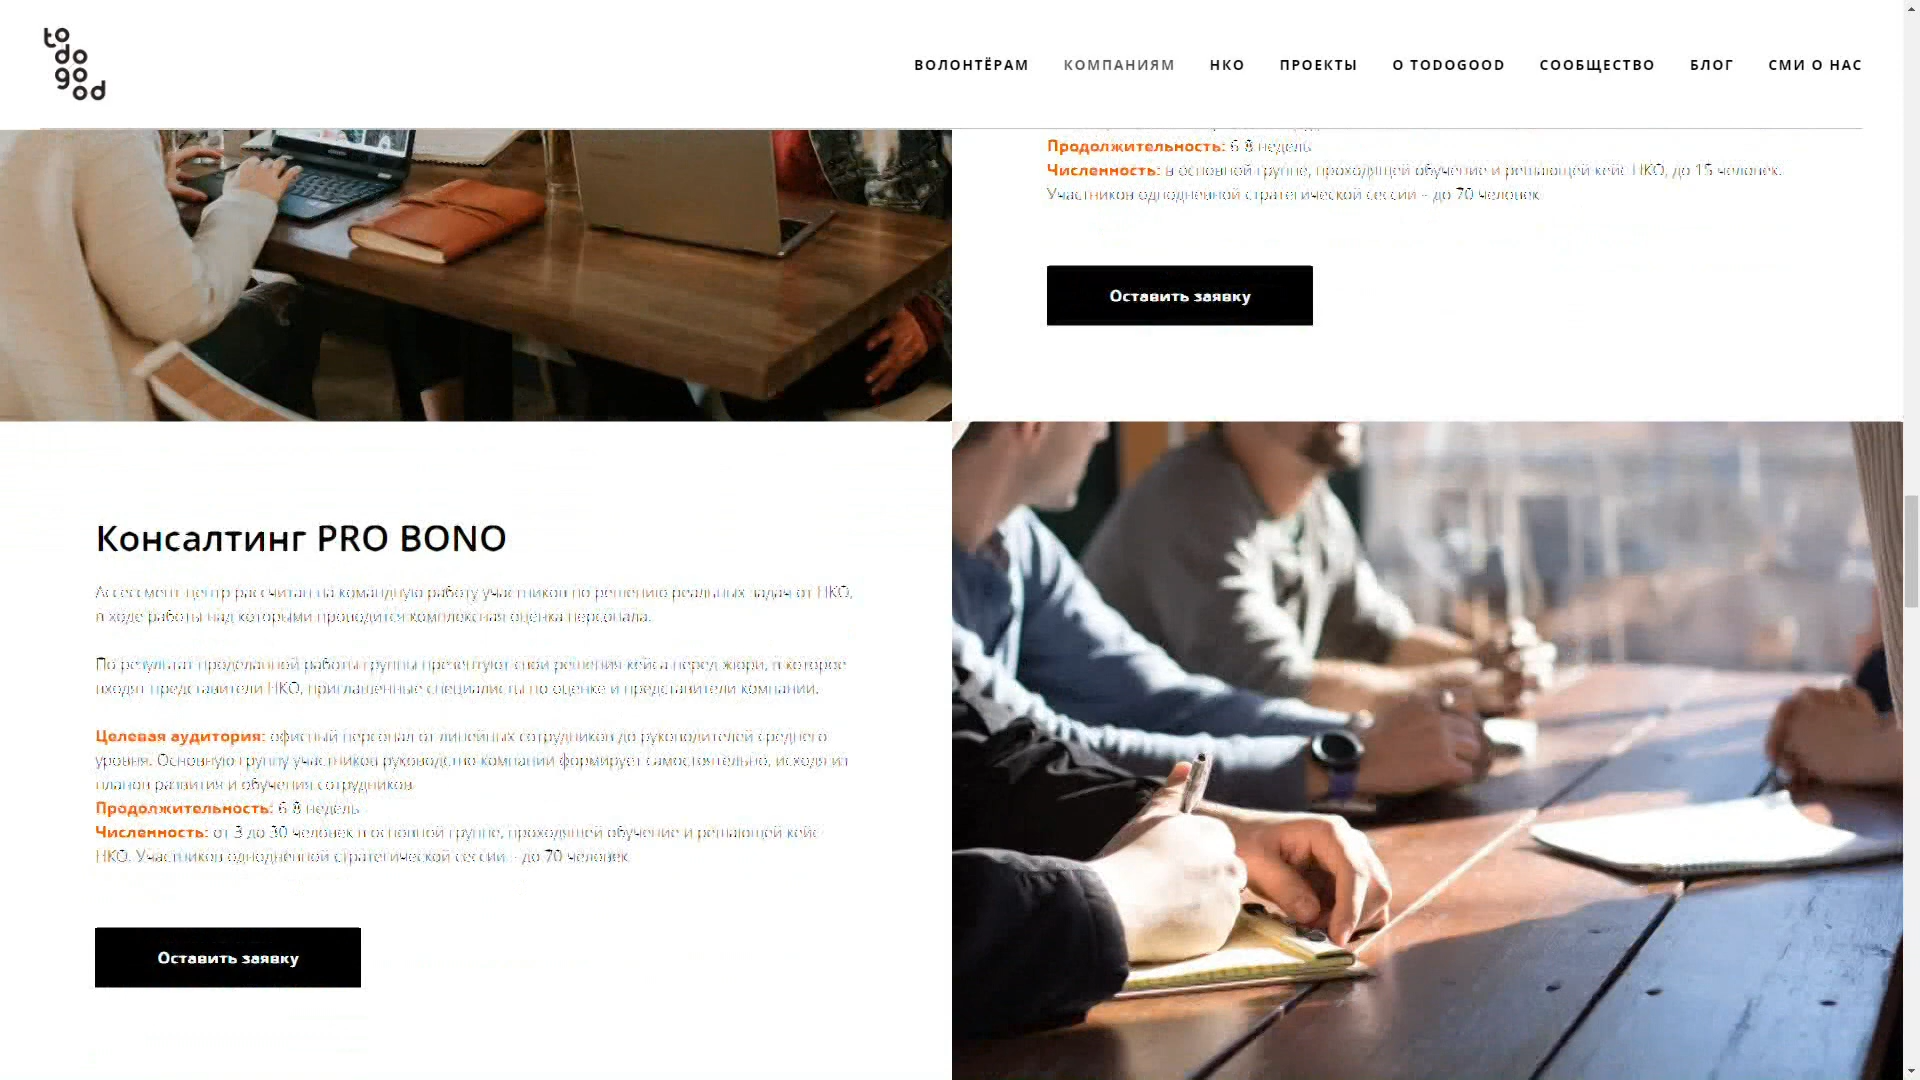 to
do
go
od
ВОЛОНТЁРАМ КОМПАНИЯМ НКО ПРОЕКТЫ О TODOGOOD СООБЩЕСТВО БЛОГ СМИ О НАС
Продолжительность: 6-8 недель
Численность: в основной группе, проходящей обучение и решающей кейс НКО, до 15 человек.
Участников однодневной стратегической сессии – до 70 человек
Оставить заявку
Консалтинг PRO BONO
Ассессмент-центр рассчитан на командную работу участников по решению реальных задач от НКО,
в ходе работы над которыми проводится комплексная оценка персонала.
По результат проделанной работы группы презентуют свои решения кейса перед жюри, в которое
входят представители НКО, приглашенные специалисты по оценке и представители компании.
Целевая аудитория: офисный персонал от линейных сотрудников до руководителей среднего
уровня. Основную группу участников руководство компании формирует самостоятельно, исходя из
планов развития и обучения сотрудников
Продолжительность: 6-8 недель
Численность: от 3 до 30 человек в основной группе, проходящей обучение и решающей кейс
НКО. Участников однодневной стратегической сессии – до 70 человек
Оставить заявку